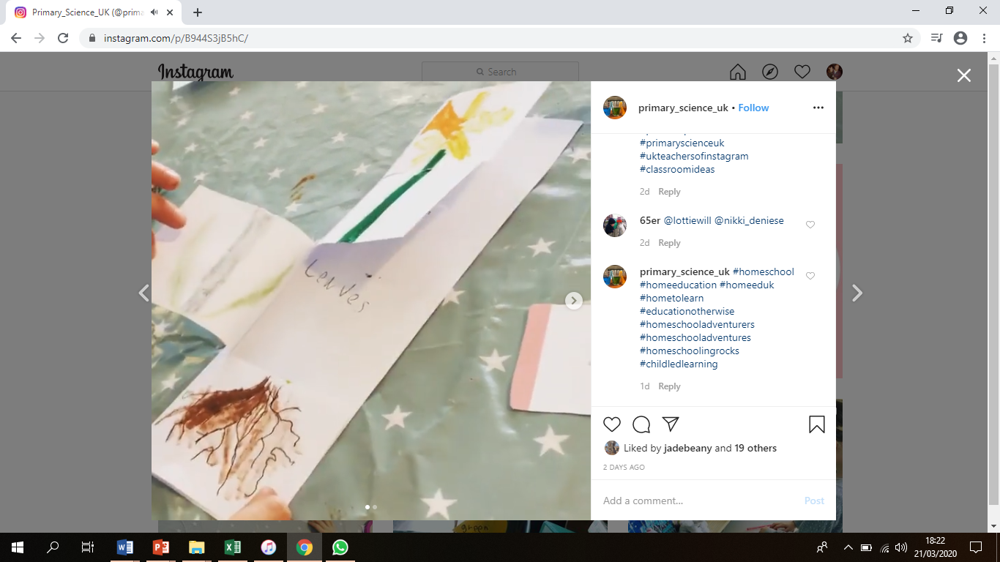 Primary_Science_UK (@prima
instagram.com/p/B944S3jB5hC/
Instagram
Search
primary_science_uk • Follow
#primaryscienceuk
#ukteachersofinstagram
#classroomideas
2d Reply
65er @lottiewill @nikki_deniese
2d Reply
primary_science_uk #homeschool
#homeeducation #homeeduk
#hometolearn
#educationotherwise
#homeschooladventurers
#homeschooladventures
#homeschoolingrocks
#childledlearning
1d Reply
Liked by jadebeany and 19 others
2 DAYS AGO
Add a comment... Post
Leaves
green
18:22
21/03/2020